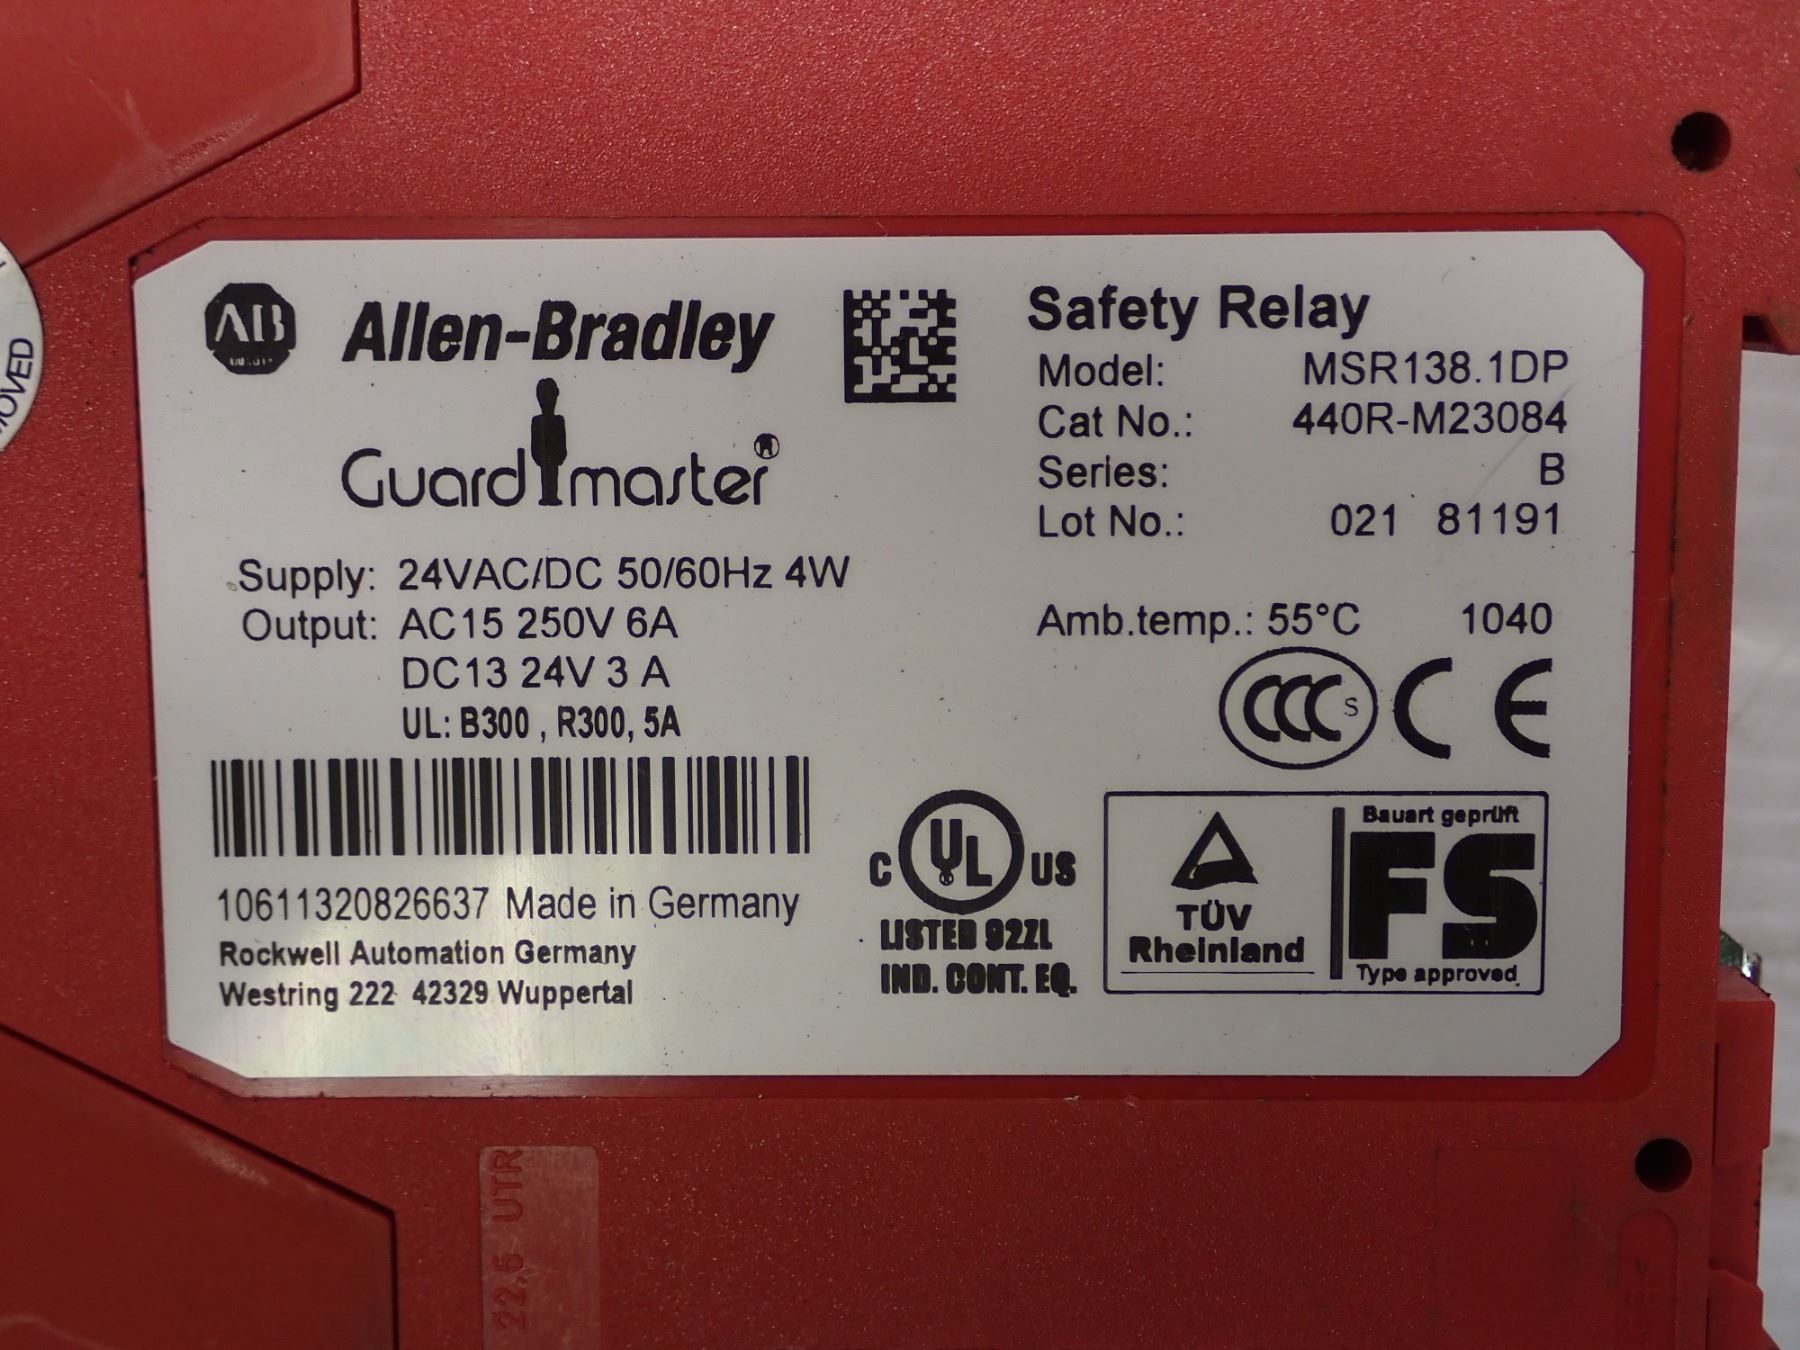 AB
Allen-Bradley
Guardmaster®
Supply: 24VAC/DC 50/60Hz 4W
Output: AC15 250V 6A
DC13 24V 3 A
UL: B300 , R300, 5A
10611320826637 Made in Germany
Rockwell Automation Germany
Westring 222 42329 Wuppertal
Safety Relay
Model: MSR138.1DP
Cat No.: 440R-M23084
Series: B
Lot No.: 021 81191
Amb.temp.: 55°C 1040
CCC S CE
C UL US
LISTED 92ZL
IND. CONT. EQ.
TÜV
Rheinland
Bauart geprüft
FS
Type approved
22.5 UTR